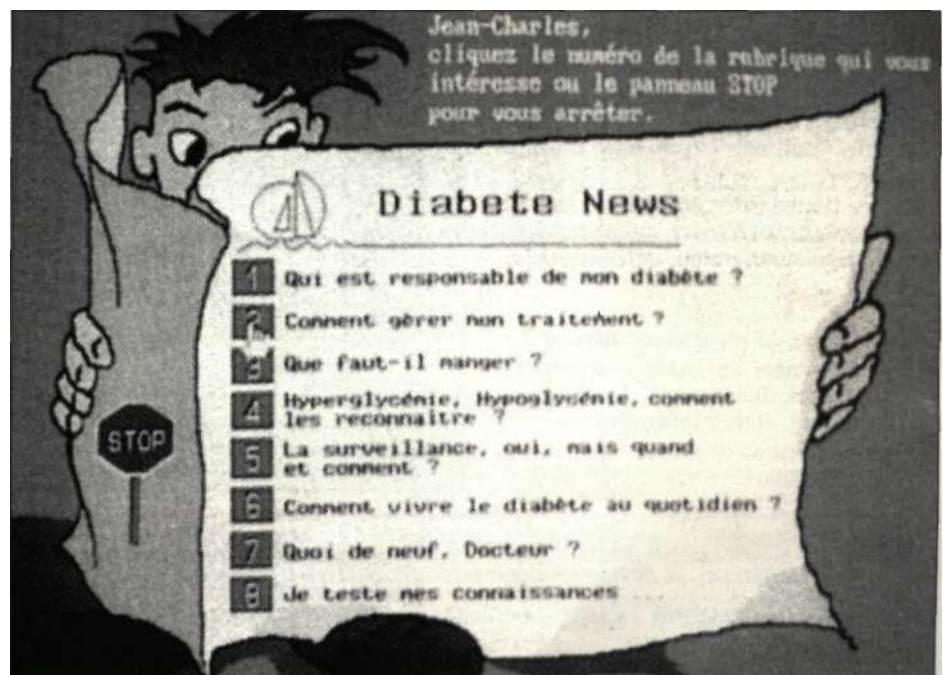 Jean-Charles,
cliquez le numéro de la rubrique qui vous
intéresse ou le panneau STOP
pour vous arrêter.
Diabete News
1 Qui est responsable de mon diabète ?
2 Comment gérer mon traitement ?
3 Que faut-il manger ?
4 Hyperglycémie, Hypoglycémie, comment
les reconnaître ?
5 La surveillance, oui, mais quand
et comment ?
6 Comment vivre le diabète au quotidien ?
7 Quoi de neuf, Docteur ?
8 Je teste mes connaissances
STOP